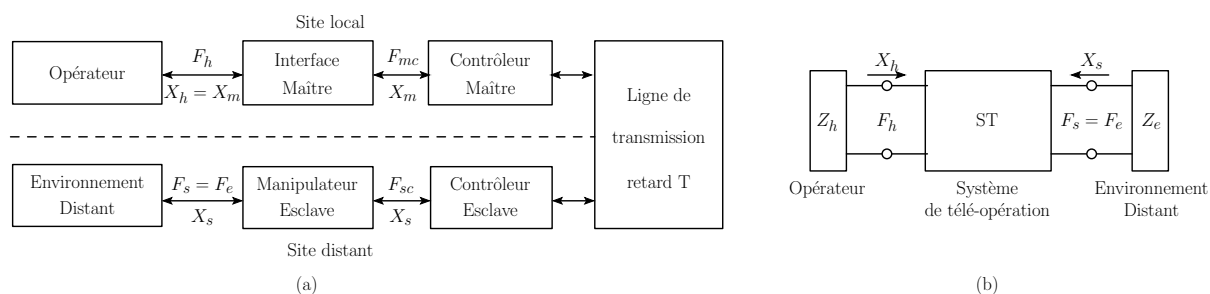 Site local
Opérateur
F_h
X_h = X_m
Interface
Maître
F_mc
X_m
Contrôleur
Maître
Ligne de
transmission
retard T
Environnement
Distant
F_s = F_e
X_s
Manipulateur
Esclave
F_sc
X_s
Contrôleur
Esclave
Site distant
(a)
X_h
X_s
Z_h
F_h
ST
F_s = F_e
Z_e
Opérateur
Système
de télé-opération
Environnement
Distant
(b)